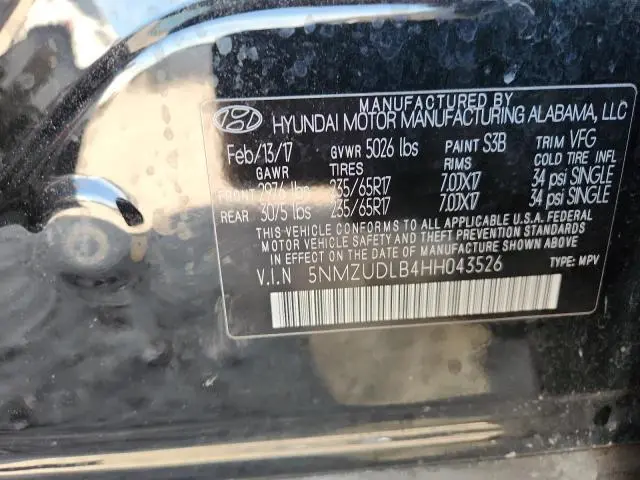 MANUFACTURED BY
HYUNDAI MOTOR MANUFACTURING ALABAMA, LLC
Feb/13/17 GVWR 5026 lbs PAINT S3B TRIM VFG
GAWR TIRES RIMS COLD TIRE INFL
FRONT 2976 lbs 235/65R17 7.0JX17 34 psi SINGLE
REAR 3075 lbs 235/65R17 7.0JX17 34 psi SINGLE
THIS VEHICLE CONFORMS TO ALL APPLICABLE U.S.A. FEDERAL
MOTOR VEHICLE SAFETY AND THEFT PREVENTION STANDARDS
IN EFFECT ON THE DATE OF MANUFACTURE SHOWN ABOVE.
V.I.N 5NMZUDLB4HH043526 TYPE: MPV